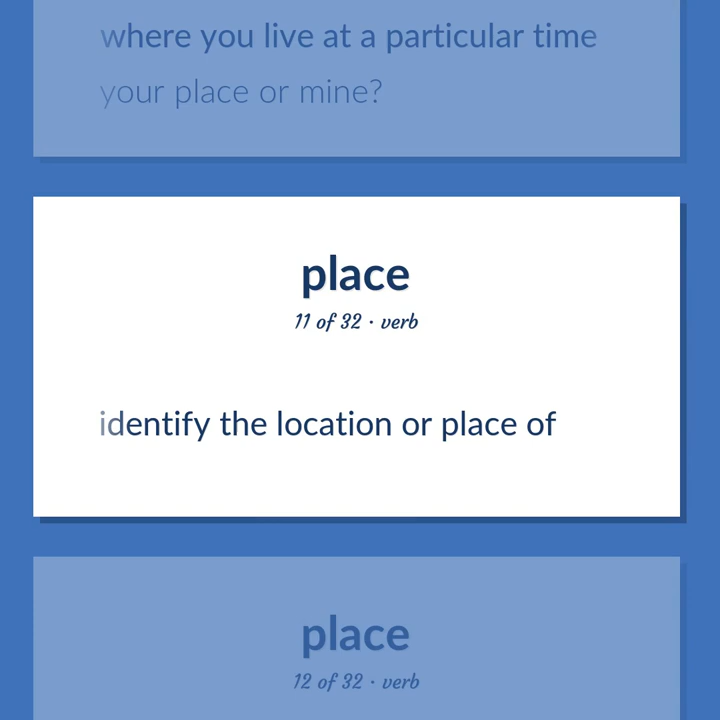 where you live at a particular time
your place or mine?
place
11 of 32 · verb
identify the location or place of
place
12 of 32 · verb